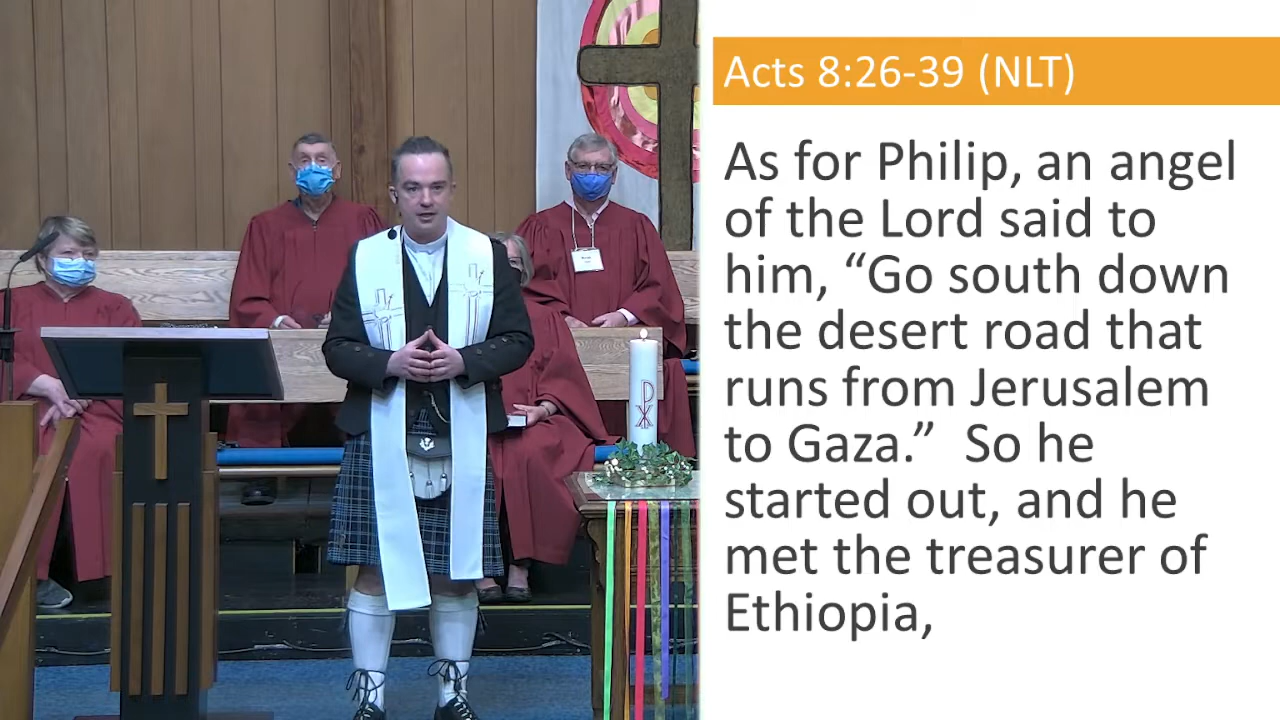 Acts 8:26-39 (NLT)
As for Philip, an angel
of the Lord said to
him, “Go south down
the desert road that
runs from Jerusalem
to Gaza.”  So he
started out, and he
met the treasurer of
Ethiopia,